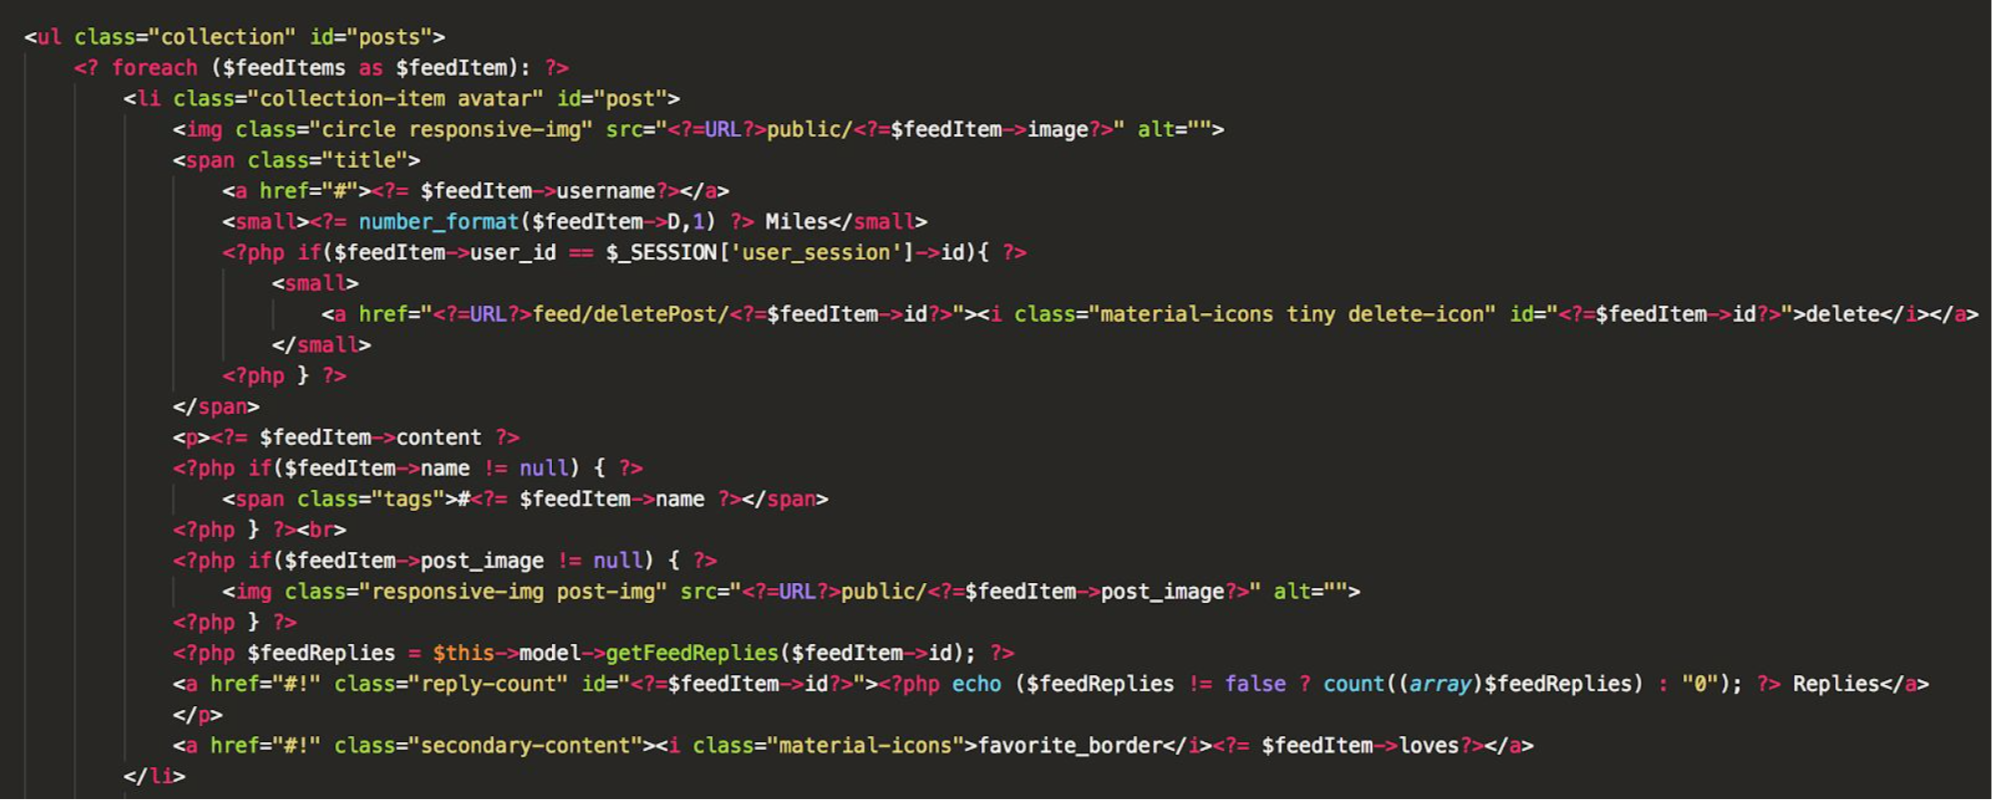 <ul class="collection" id="posts">
<? foreach ($feedItems as $feedItem): ?>
<li class="collection-item avatar" id="post">
<img class="circle responsive-img" src="<?=URL?>public/<?=$feedItem->image?>" alt="">
<span class="title">
<a href="#"><?= $feedItem->username?></a>
<small><?= number_format($feedItem->D,1) ?> Miles</small>
<?php if($feedItem->user_id == $_SESSION['user_session']->id){ ?>
<small>
<a href="<?=URL?>feed/deletePost/<?=$feedItem->id?>"><i class="material-icons tiny delete-icon" id="<?=$feedItem->id?>">delete</i></a>
</small>
<?php } ?>
</span>
<p><?= $feedItem->content ?>
<?php if($feedItem->name != null) { ?>
<span class="tags">#<?= $feedItem->name ?></span>
<?php } ?><br>
<?php if($feedItem->post_image != null) { ?>
<img class="responsive-img post-img" src="<?=URL?>public/<?=$feedItem->post_image?>" alt="">
<?php } ?>
<?php $feedReplies = $this->model->getFeedReplies($feedItem->id); ?>
<a href="#!" class="reply-count" id="<?=$feedItem->id?>"><?php echo ($feedReplies != false ? count((array)$feedReplies) : "0"); ?> Replies</a>
</p>
<a href="#!" class="secondary-content"><i class="material-icons">favorite_border</i><?= $feedItem->loves?></a>
</li>